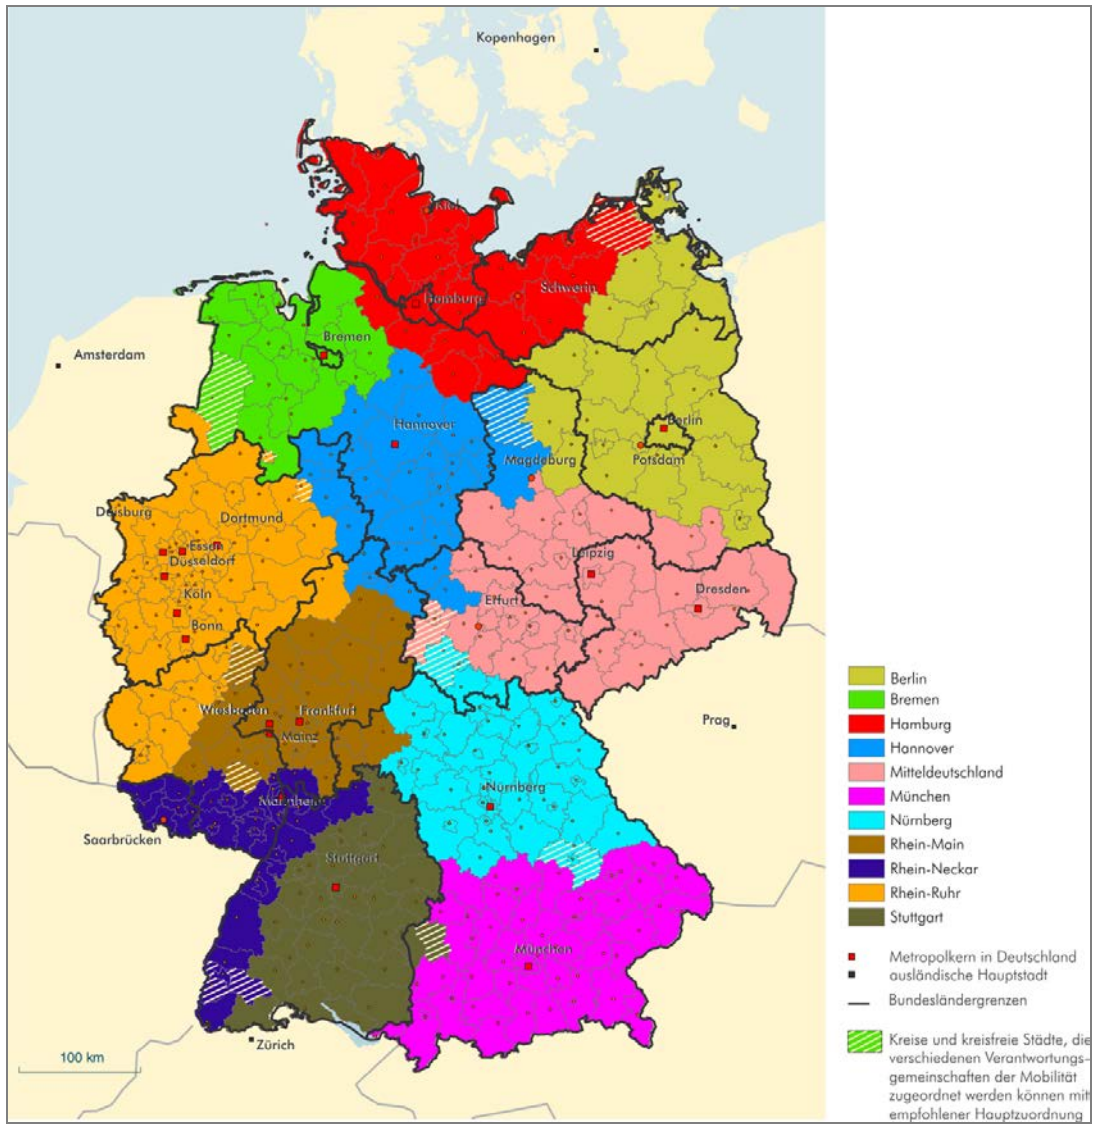 Kopenhagen
Kiel
Hamburg
Schwerin
Bremen
Amsterdam
Hannover
Berlin
Magdeburg
Potsdam
Duisburg
Dortmund
Essen
Düsseldorf
Leipzig
Köln
Dresden
Erfurt
Bonn
Wiesbaden
Frankfurt
Mainz
Prag
Mannheim
Nürnberg
Saarbrücken
Stuttgart
München
Zürich
100 km
Berlin
Bremen
Hamburg
Hannover
Mitteldeutschland
München
Nürnberg
Rhein-Main
Rhein-Neckar
Rhein-Ruhr
Stuttgart
Metropolkern in Deutschland
ausländische Hauptstadt
Bundesländergrenzen
Kreise und kreisfreie Städte, die
verschiedenen Verantwortungs-
gemeinschaften der Mobilität
zugeordnet werden können mit
empfohlener Hauptzuordnung